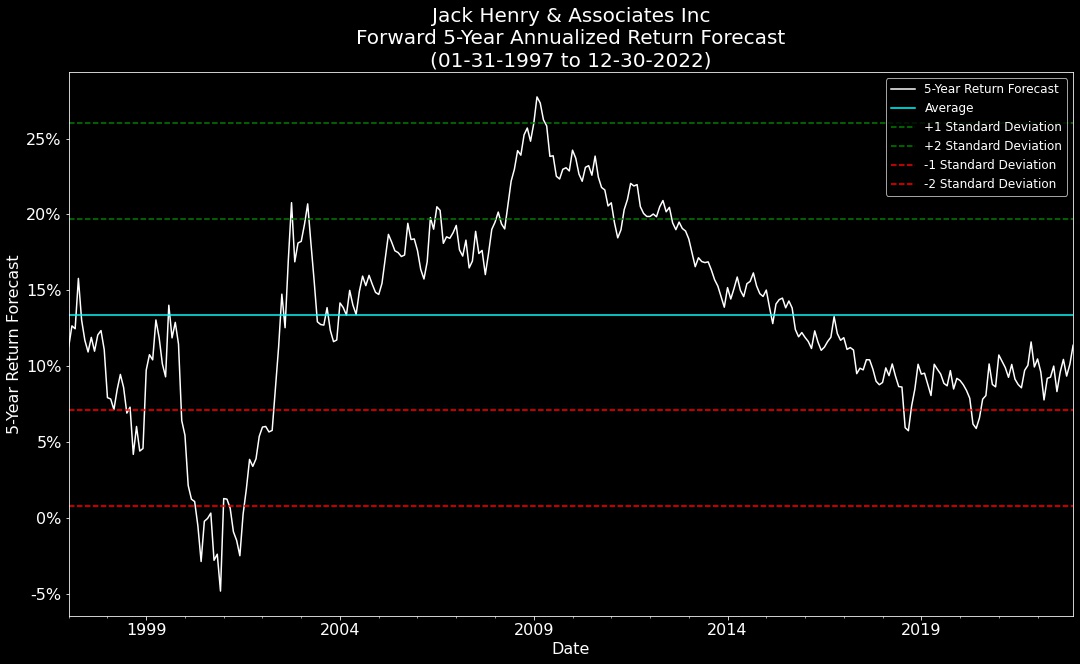 Jack Henry & Associates Inc
Forward 5-Year Annualized Return Forecast
(01-31-1997 to 12-30-2022)
5-Year Return Forecast
Average
+1 Standard Deviation
+2 Standard Deviation
-1 Standard Deviation
-2 Standard Deviation
5-Year Return Forecast
25%
20%
15%
10%
5%
0%
-5%
1999 2004 2009 2014 2019
Date